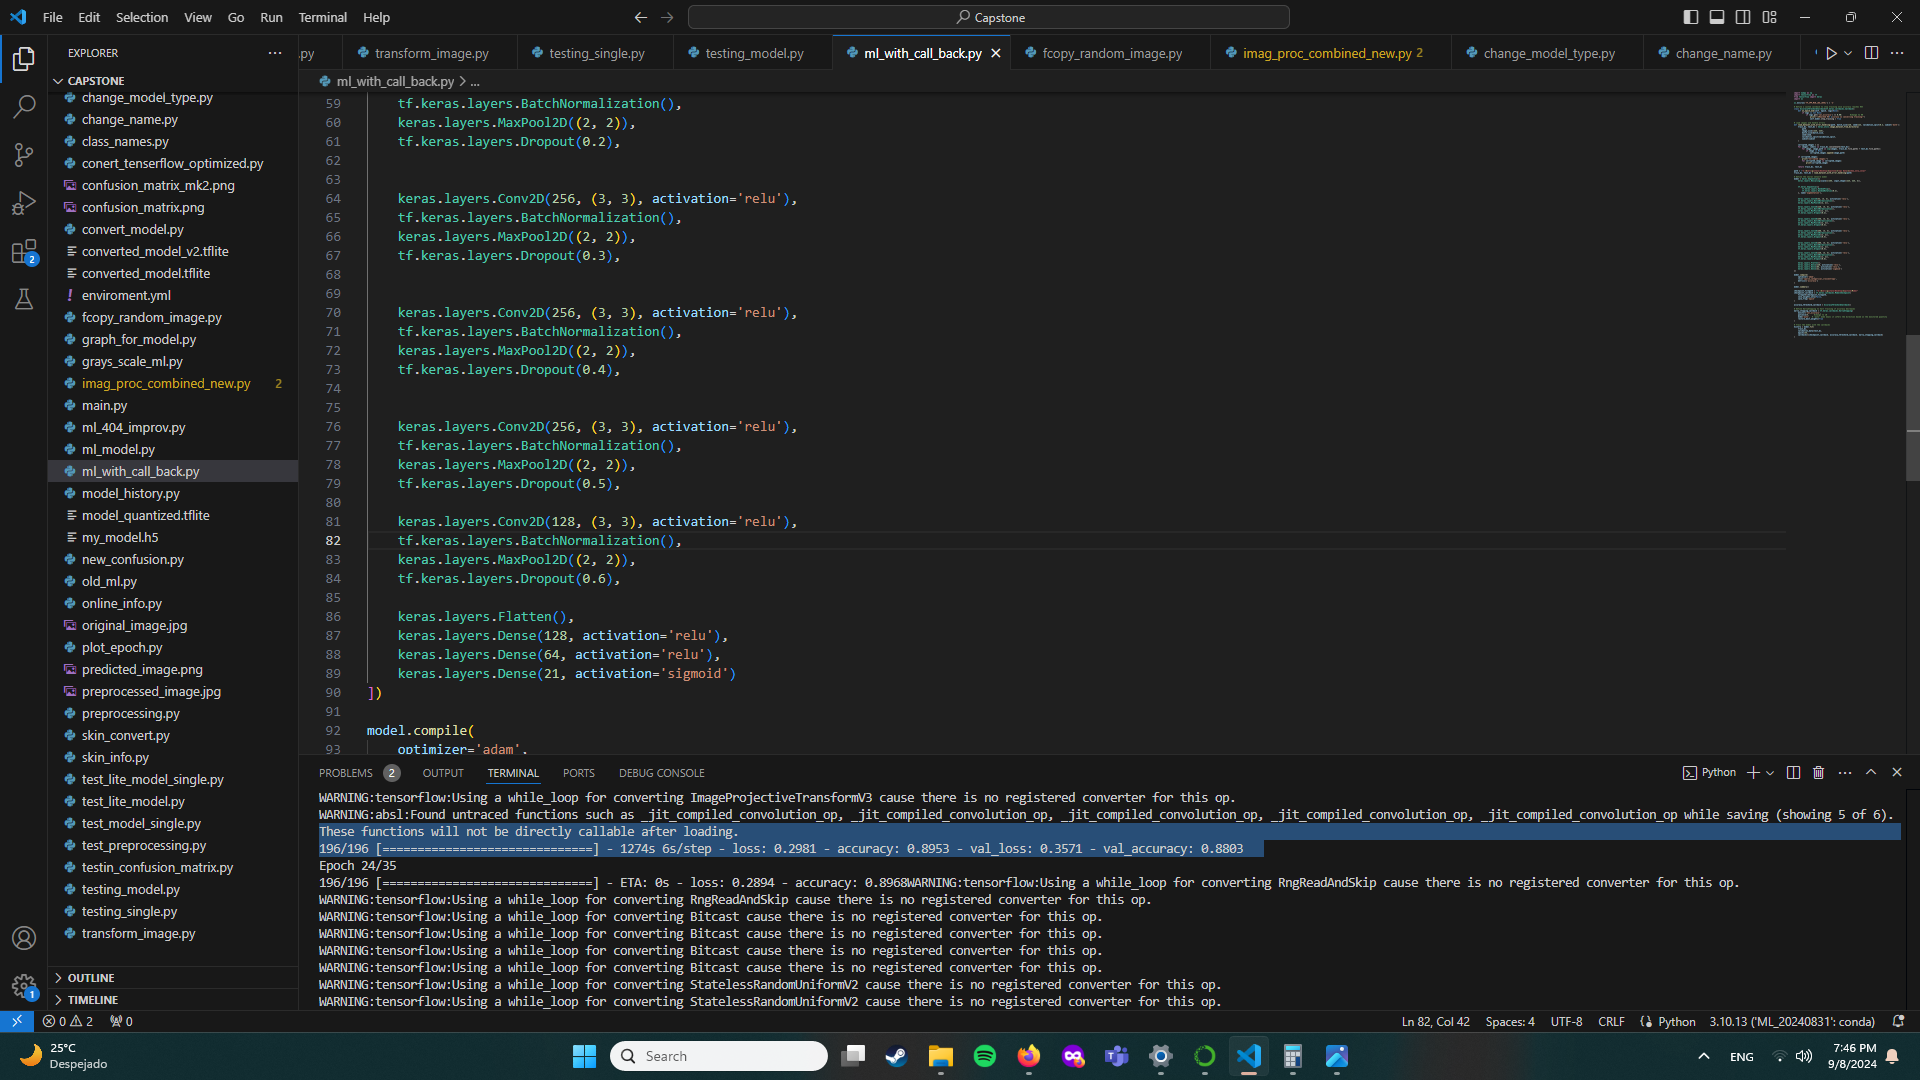 File Edit Selection View Go Run Terminal Help
Capstone
EXPLORER
.py
transform_image.py
testing_single.py
testing_model.py
ml_with_call_back.py
fcopy_random_image.py
imag_proc_combined_new.py 2
change_model_type.py
change_name.py
CAPSTONE
ml_with_call_back.py > ...
change_model_type.py
change_name.py
class_names.py
conert_tenserflow_optimized.py
confusion_matrix_mk2.png
confusion_matrix.png
convert_model.py
converted_model_v2.tflite
converted_model.tflite
! enviroment.yml
fcopy_random_image.py
graph_for_model.py
grays_scale_ml.py
imag_proc_combined_new.py 2
main.py
ml_404_improv.py
ml_model.py
ml_with_call_back.py
model_history.py
model_quantized.tflite
my_model.h5
new_confusion.py
old_ml.py
online_info.py
original_image.jpg
plot_epoch.py
predicted_image.png
preprocessed_image.jpg
preprocessing.py
skin_convert.py
skin_info.py
test_lite_model_single.py
test_lite_model.py
test_model_single.py
test_preprocessing.py
testin_confusion_matrix.py
testing_model.py
testing_single.py
transform_image.py
OUTLINE
TIMELINE
2
1
59 tf.keras.layers.BatchNormalization(),
60 tf.keras.layers.MaxPool2D((2, 2)),
61 tf.keras.layers.Dropout(0.2),
62
63
64 keras.layers.Conv2D(256, (3, 3), activation='relu'),
65 tf.keras.layers.BatchNormalization(),
66 tf.keras.layers.MaxPool2D((2, 2)),
67 tf.keras.layers.Dropout(0.3),
68
69
70 keras.layers.Conv2D(256, (3, 3), activation='relu'),
71 tf.keras.layers.BatchNormalization(),
72 tf.keras.layers.MaxPool2D((2, 2)),
73 tf.keras.layers.Dropout(0.4),
74
75
76 keras.layers.Conv2D(256, (3, 3), activation='relu'),
77 tf.keras.layers.BatchNormalization(),
78 tf.keras.layers.MaxPool2D((2, 2)),
79 tf.keras.layers.Dropout(0.5),
80
81 keras.layers.Conv2D(128, (3, 3), activation='relu'),
82 tf.keras.layers.BatchNormalization(),
83 tf.keras.layers.MaxPool2D((2, 2)),
84 tf.keras.layers.Dropout(0.6),
85
86 keras.layers.Flatten(),
87 keras.layers.Dense(128, activation='relu'),
88 keras.layers.Dense(64, activation='relu'),
89 keras.layers.Dense(21, activation='sigmoid')
90 ])
91
92 model.compile(
93 optimizer='adam',
PROBLEMS 2 OUTPUT TERMINAL PORTS DEBUG CONSOLE
Python
WARNING:tensorflow:Using a while_loop for converting ImageProjectiveTransformV3 cause there is no registered converter for this op.
WARNING:absl:Found untraced functions such as _jit_compiled_convolution_op, _jit_compiled_convolution_op, _jit_compiled_convolution_op, _jit_compiled_convolution_op, _jit_compiled_convolution_op while saving (showing 5 of 6).
These functions will not be directly callable after loading.
196/196 [==============================] - 1274s 6s/step - loss: 0.2981 - accuracy: 0.8953 - val_loss: 0.3571 - val_accuracy: 0.8803
Epoch 24/35
196/196 [==============================] - ETA: 0s - loss: 0.2894 - accuracy: 0.8968WARNING:tensorflow:Using a while_loop for converting RngReadAndSkip cause there is no registered converter for this op.
WARNING:tensorflow:Using a while_loop for converting RngReadAndSkip cause there is no registered converter for this op.
WARNING:tensorflow:Using a while_loop for converting Bitcast cause there is no registered converter for this op.
WARNING:tensorflow:Using a while_loop for converting Bitcast cause there is no registered converter for this op.
WARNING:tensorflow:Using a while_loop for converting Bitcast cause there is no registered converter for this op.
WARNING:tensorflow:Using a while_loop for converting Bitcast cause there is no registered converter for this op.
WARNING:tensorflow:Using a while_loop for converting StatelessRandomUniformV2 cause there is no registered converter for this op.
WARNING:tensorflow:Using a while_loop for converting StatelessRandomUniformV2 cause there is no registered converter for this op.
0 2 0
Ln 82, Col 42 Spaces: 4 UTF-8 CRLF Python 3.10.13 ('ML_20240831': conda)
25°C
Despejado
Search
ENG
7:46 PM
9/8/2024